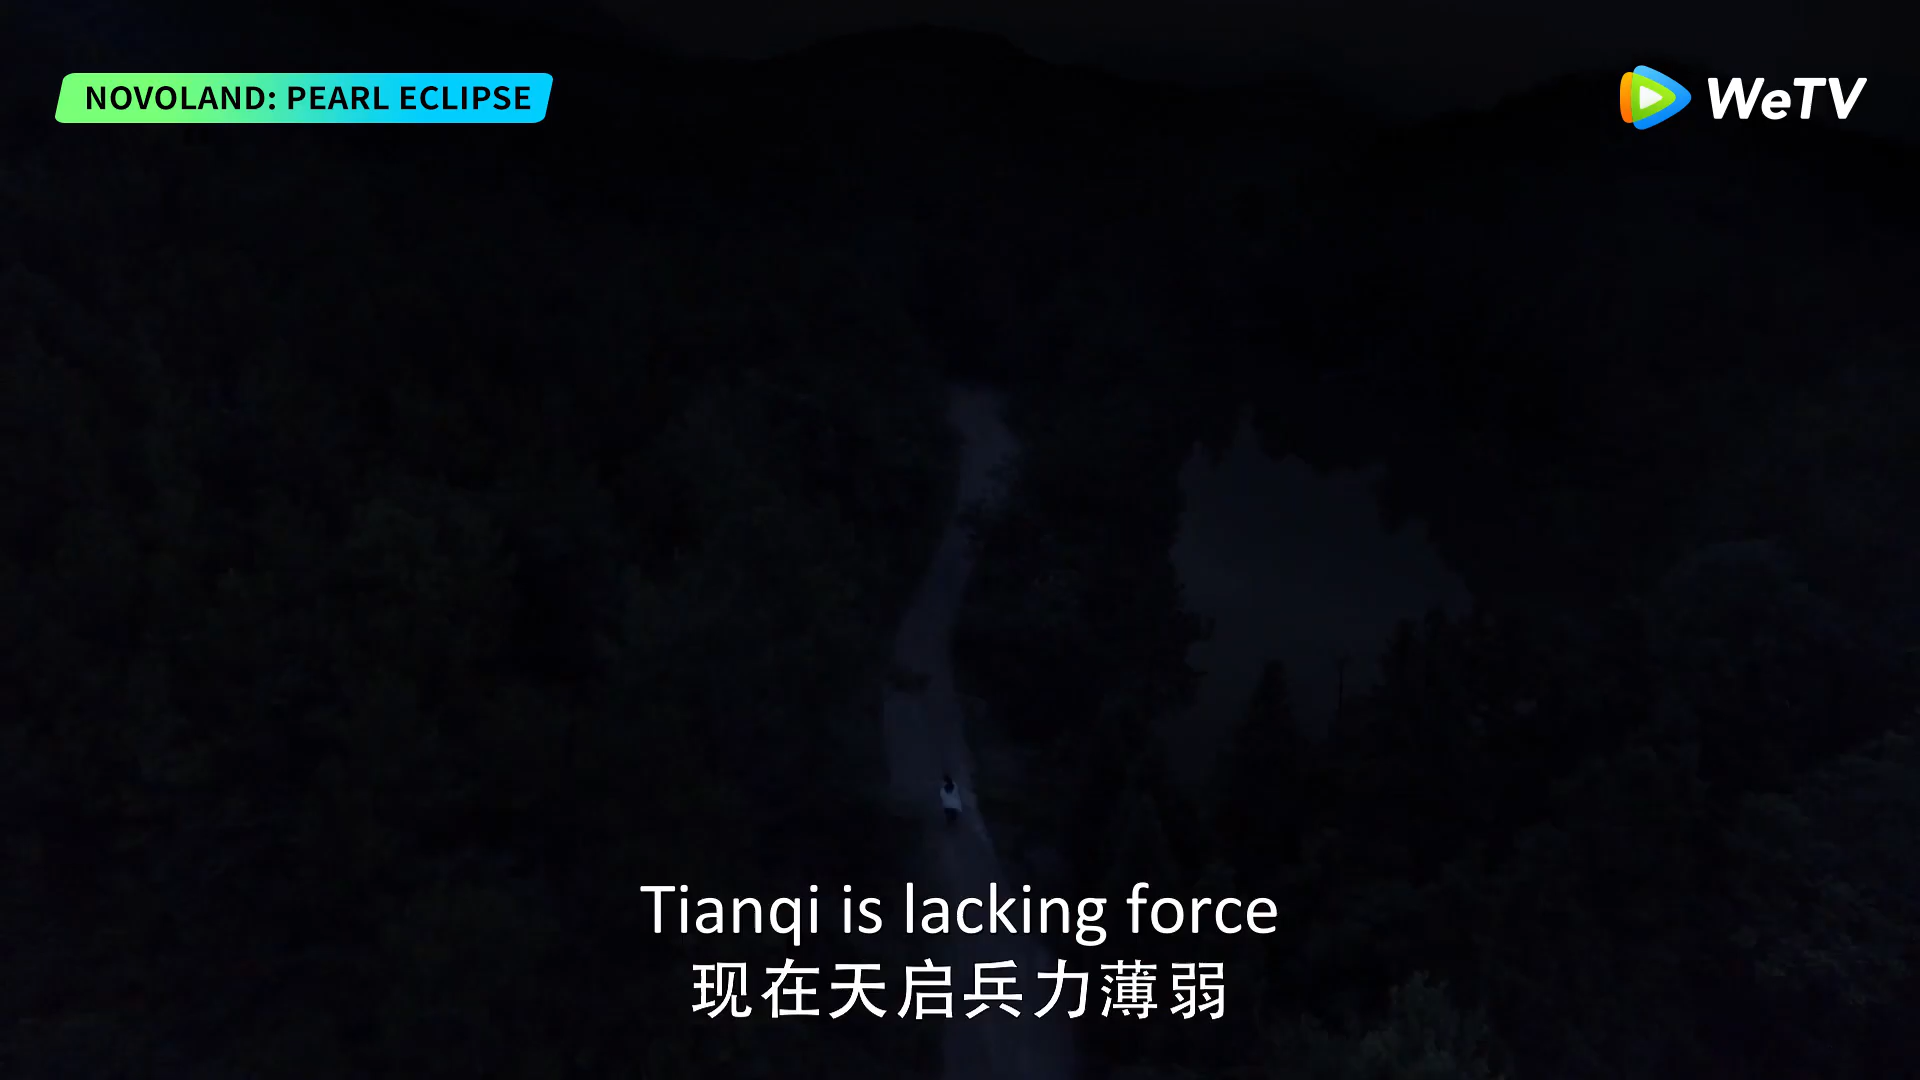 NOVOLAND: PEARL ECLIPSE
WeTV
Tianqi is lacking force
现在天启兵力薄弱